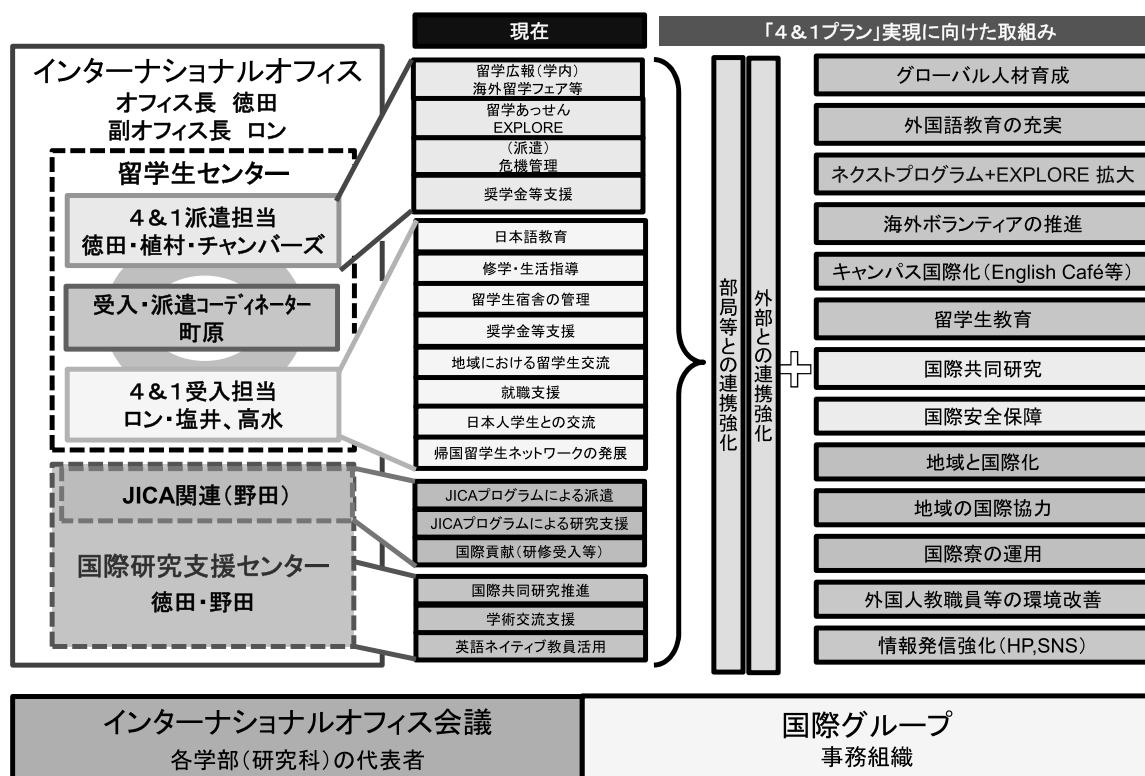 現在
「4&1プラン」実現に向けた取組み
インターナショナルオフィス
オフィス長 徳田
副オフィス長 ロン
留学生センター
4&1派遣担当
徳田・植村・チャンバーズ
受入・派遣コーディネーター
町原
4&1受入担当
ロン・塩井、高水
JICA関連(野田)
国際研究支援センター
徳田・野田
留学広報(学内)
海外留学フェア等
留学あっせん
EXPLORE
(派遣)
危機管理
奨学金等支援
日本語教育
修学・生活指導
留学生宿舎の管理
奨学金等支援
地域における留学生交流
就職支援
日本人学生との交流
帰国留学生ネットワークの発展
JICAプログラムによる派遣
JICAプログラムによる研究支援
国際貢献(研修受入等)
国際共同研究推進
学術交流支援
英語ネイティブ教員活用
部局等との連携強化
外部との連携強化
グローバル人材育成
外国語教育の充実
ネクストプログラム+EXPLORE 拡大
海外ボランティアの推進
キャンパス国際化(English Café等)
留学生教育
国際共同研究
国際安全保障
地域と国際化
地域の国際協力
国際寮の運用
外国人教職員等の環境改善
情報発信強化(HP,SNS)
インターナショナルオフィス会議
各学部(研究科)の代表者
国際グループ
事務組織